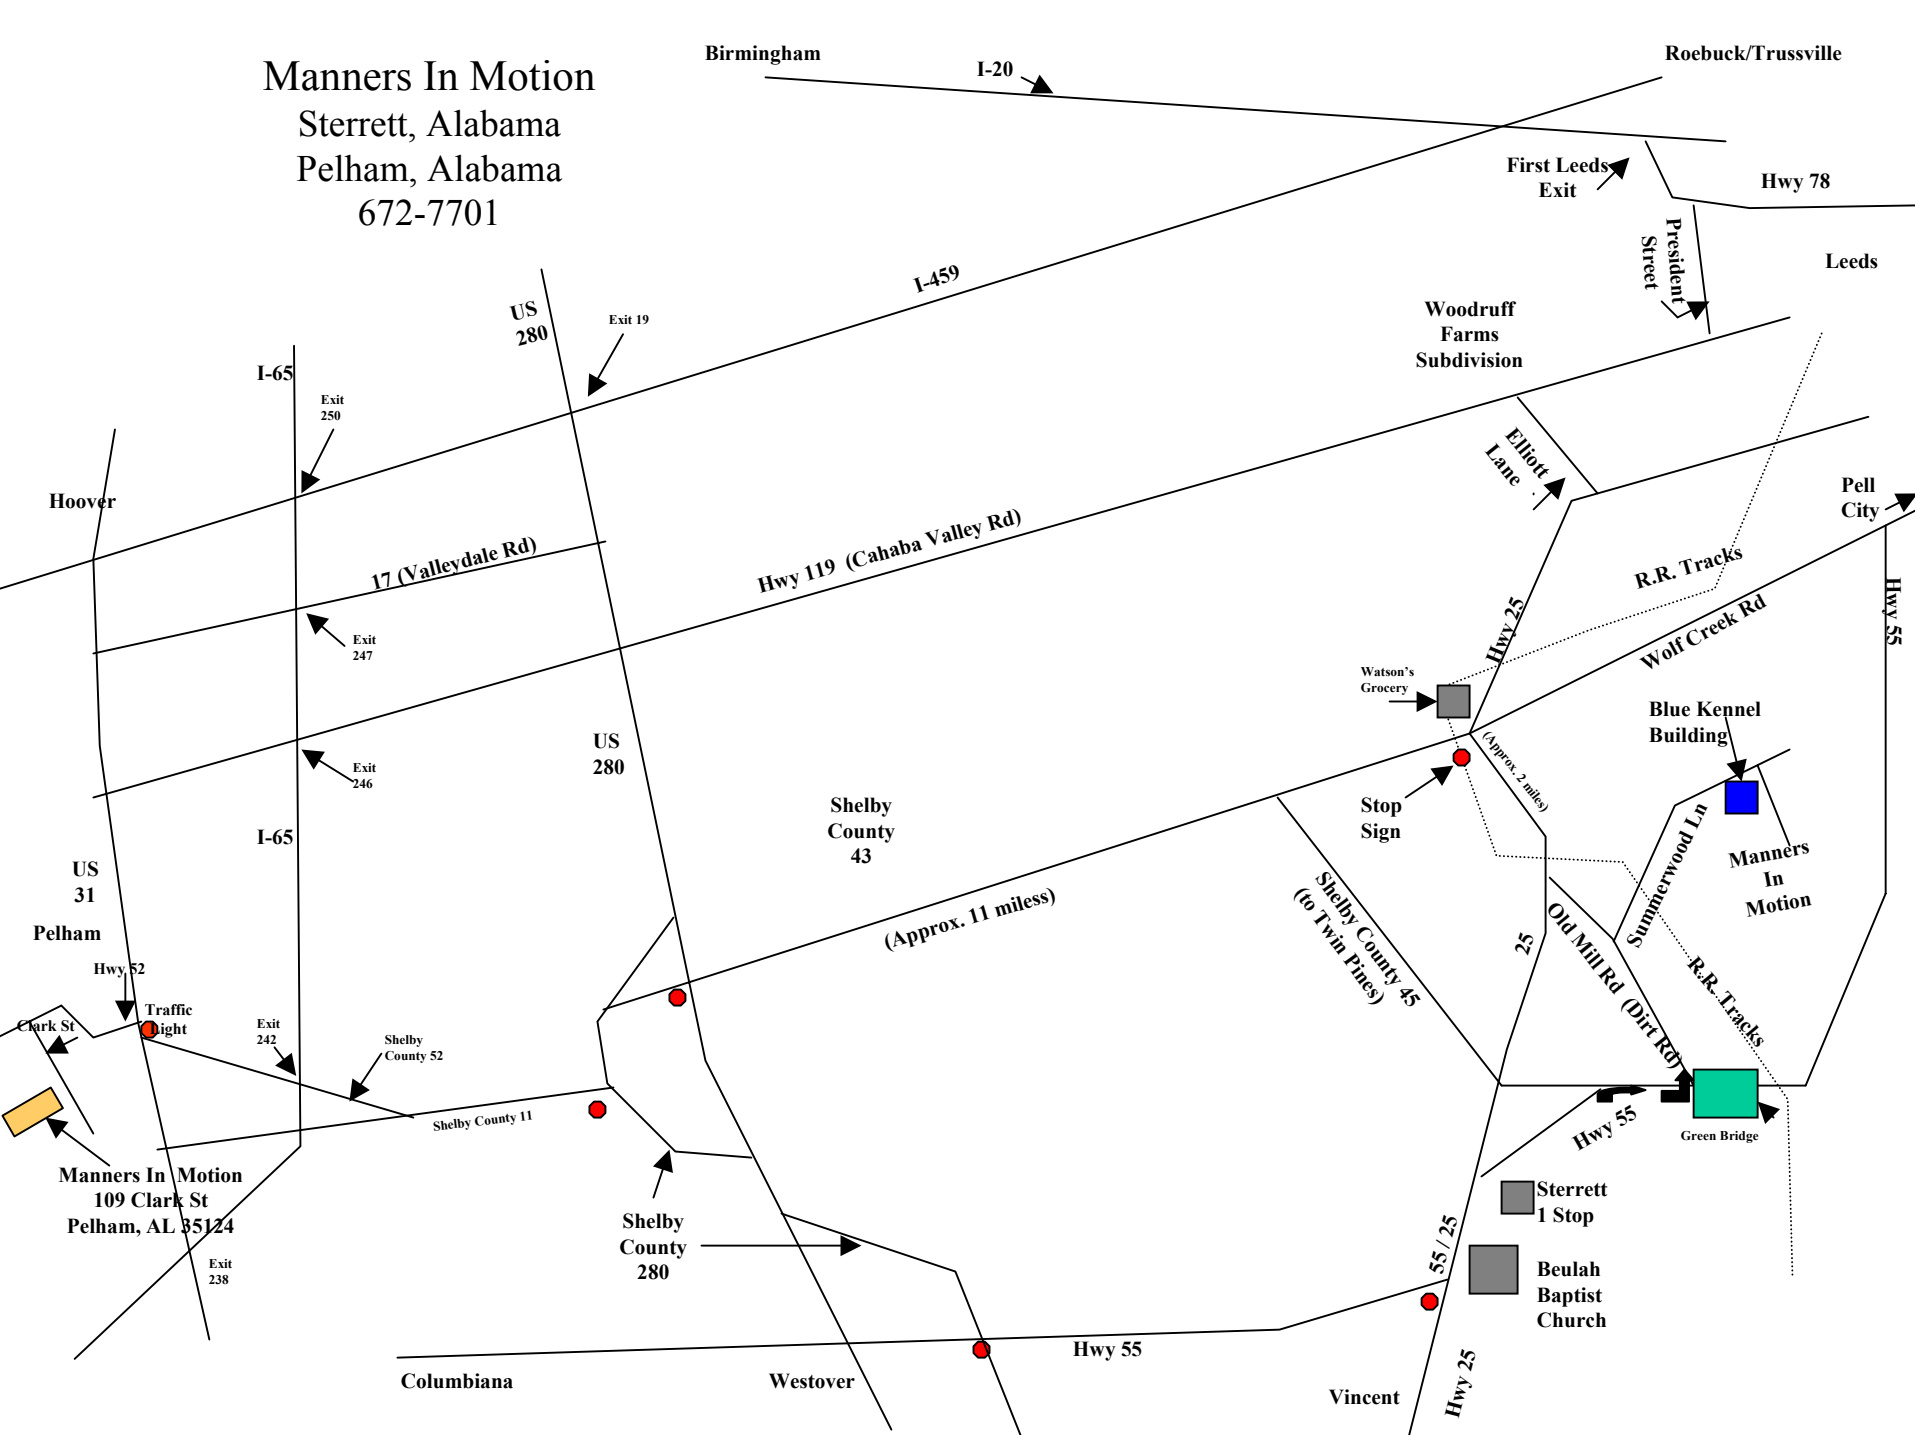 Manners In Motion
Sterrett, Alabama
Pelham, Alabama
672-7701
Birmingham
I-20
Roebuck/Trussville
First Leeds
Exit
Hwy 78
President
Street
Leeds
I-459
US
280
Exit 19
Woodruff
Farms
Subdivision
I-65
Exit
250
Hoover
Elliott
Lane .
Pell
City
17 (Valleydale Rd)
Hwy 119 (Cahaba Valley Rd)
R.R. Tracks
Hwy 25
Wolf Creek Rd
Hwy 55
Exit
247
Watson's
Grocery
Blue Kennel
Building
US
280
Exit
246
(Approx. 2 miles)
Shelby
County
43
Stop
Sign
I-65
US
31
Summerwood Ln
Manners
In
Motion
(Approx. 11 miless)
Shelby County 45
(to Twin Pines)
Pelham
25
Old Mill Rd (Dirt Rd)
R.R. Tracks
Hwy 52
Traffic
Light
Clark St
Exit
242
Shelby
County 52
Shelby County 11
Hwy 55
Green Bridge
Manners In Motion
109 Clark St
Pelham, AL 35124
Sterrett
1 Stop
Shelby
County
280
55 / 25
Exit
238
Beulah
Baptist
Church
Hwy 55
Columbiana
Westover
Vincent
Hwy 25